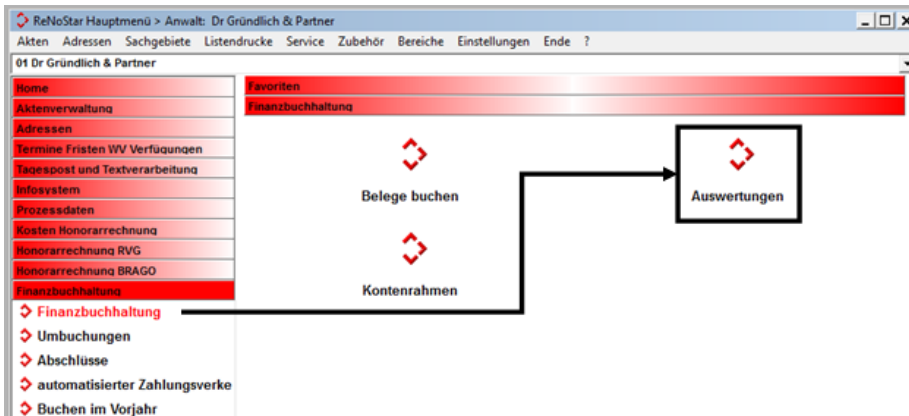 ReNoStar Hauptmenü > Anwalt: Dr Gründlich & Partner
Akten Adressen Sachgebiete Listendrucke Service Zubehör Bereiche Einstellungen Ende ?
01 Dr Gründlich & Partner
Home
Aktenverwaltung
Adressen
Termine Fristen WV Verfügungen
Tagespost und Textverarbeitung
Infosystem
Prozessdaten
Kosten Honorarrechnung
Honorarrechnung RVG
Honorarrechnung BRAGO
Finanzbuchhaltung
Finanzbuchhaltung
Umbuchungen
Abschlüsse
automatisierter Zahlungsverke
Buchen im Vorjahr
Favoriten
Finanzbuchhaltung
Belege buchen
Auswertungen
Kontenrahmen